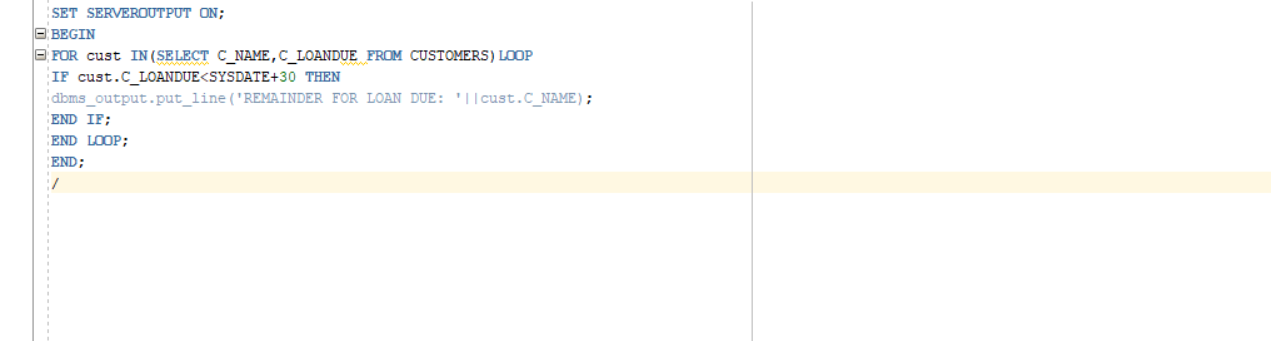 SET SERVEROUTPUT ON;
BEGIN
FOR cust IN(SELECT C_NAME,C_LOANDUE FROM CUSTOMERS)LOOP
IF cust.C_LOANDUE<SYSDATE+30 THEN
dbms_output.put_line('REMAINDER FOR LOAN DUE: '||cust.C_NAME);
END IF;
END LOOP;
END;
/